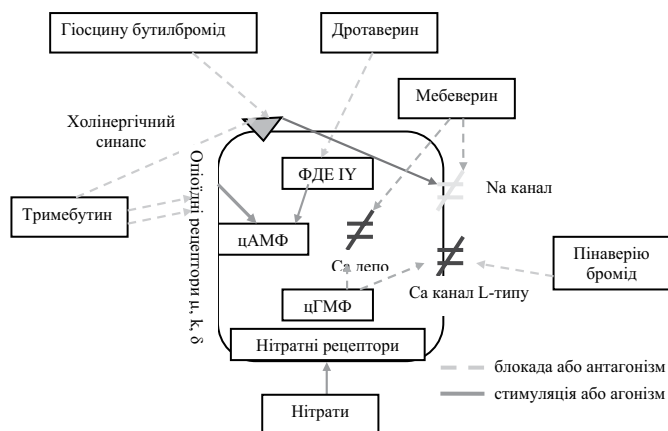 Гіосцину бутилбромід
Дротаверин
Мебеверин
Холінергічний
синапс
Опіоїдні рецептори μ, k, δ
ФДЕ IY
Na канал
Тримебутин
цАМФ
Са депо
Пінаверію
бромід
Са канал L-типу
цГМФ
Нітратні рецептори
блокада або антагонізм
стимуляція або агонізм
Нітрати